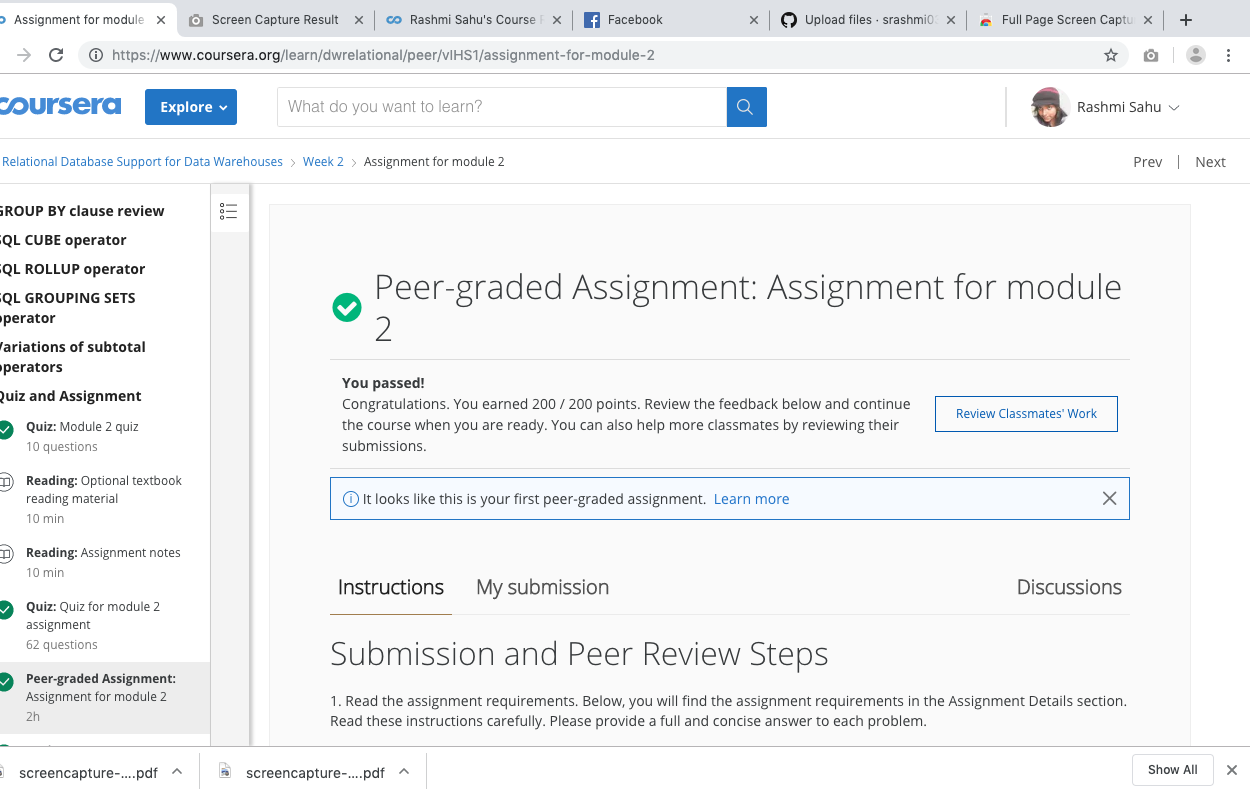 Assignment for module
Screen Capture Result
Rashmi Sahu's Course
Facebook
Upload files · srashmi0
Full Page Screen Captu
https://www.coursera.org/learn/dwrelational/peer/vIHS1/assignment-for-module-2
coursera
Explore
What do you want to learn?
Rashmi Sahu
Relational Database Support for Data Warehouses > Week 2 > Assignment for module 2
Prev | Next
GROUP BY clause review
SQL CUBE operator
SQL ROLLUP operator
SQL GROUPING SETS
operator
Variations of subtotal
operators
Quiz and Assignment
Quiz: Module 2 quiz
10 questions
Reading: Optional textbook
reading material
10 min
Reading: Assignment notes
10 min
Quiz: Quiz for module 2
assignment
62 questions
Peer-graded Assignment:
Assignment for module 2
2h
Peer-graded Assignment: Assignment for module
2
You passed!
Congratulations. You earned 200 / 200 points. Review the feedback below and continue
the course when you are ready. You can also help more classmates by reviewing their
submissions.
Review Classmates' Work
It looks like this is your first peer-graded assignment. Learn more
Instructions
My submission
Discussions
Submission and Peer Review Steps
1. Read the assignment requirements. Below, you will find the assignment requirements in the Assignment Details section.
Read these instructions carefully. Please provide a full and concise answer to each problem.
screencapture-....pdf
screencapture-....pdf
Show All